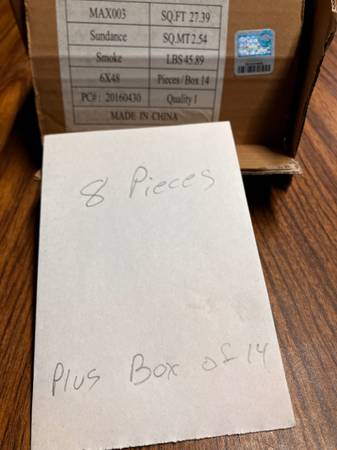 MAX003 SQ.FT 27.39
Sundance SQ.MT 2.54
Smoke LBS 45.89
6X48 Pieces/Box 14
PC# : 20160430 Quality I
MADE IN CHINA
8 Pieces
Plus Box of 14